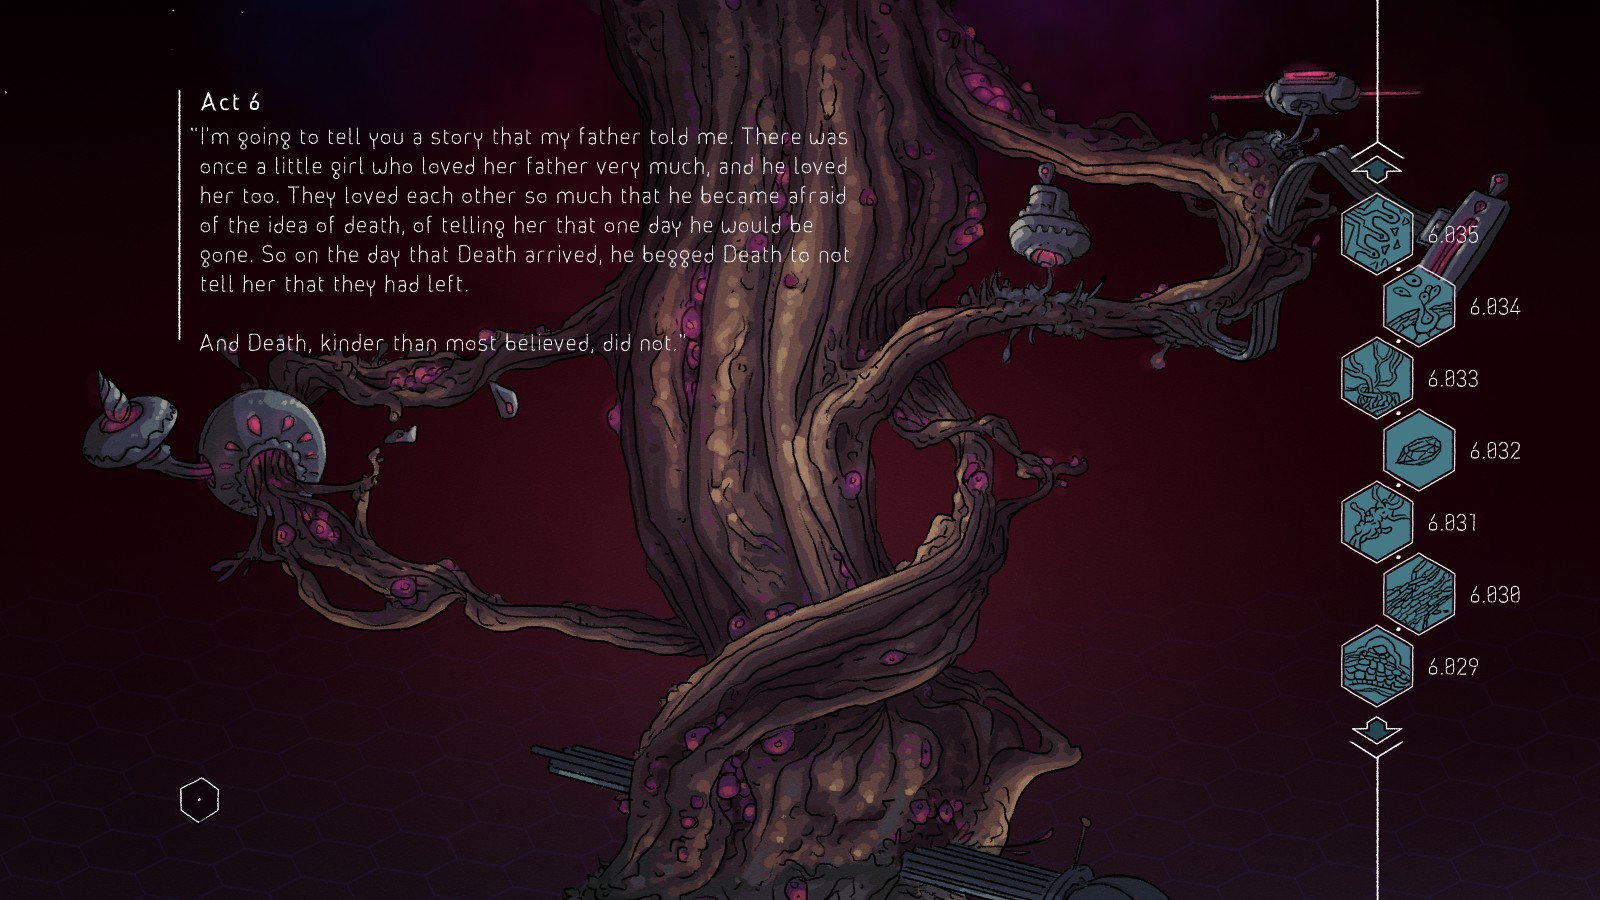 Act 6
"I'm going to tell you a story that my father told me. There was
once a little girl who loved her father very much, and he loved
her too. They loved each other so much that he became afraid
of the idea of death, of telling her that one day he would be
gone. So on the day that Death arrived, he begged Death to not
tell her that they had left.
And Death, kinder than most believed, did not."
6.035
6.034
6.033
6.032
6.031
6.030
6.029